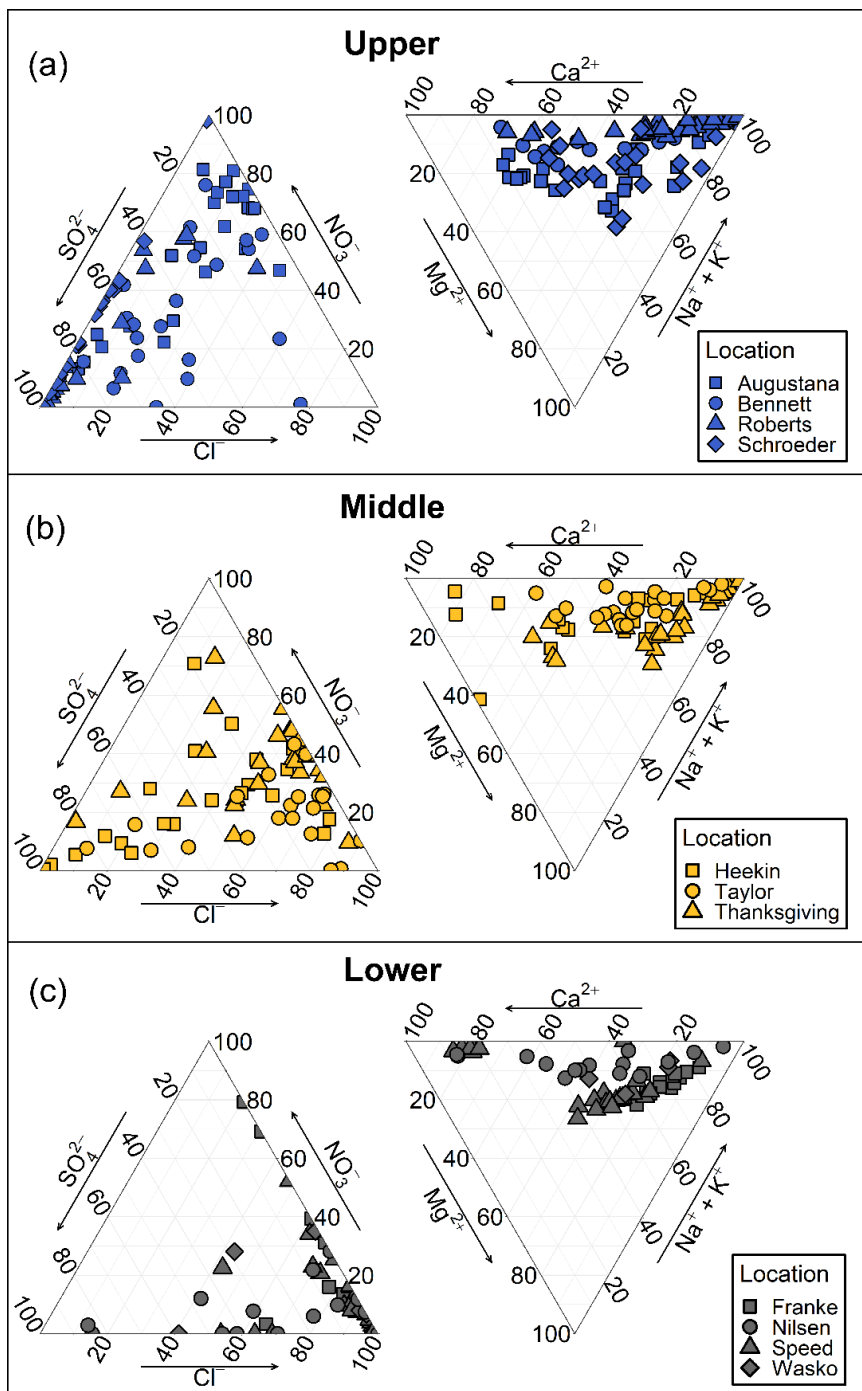 (a) Upper
SO₄²⁻
NO₃⁻
Cl⁻
100
80
60
40
20
20
40
60
80
100
20
40
60
80
100
Ca²⁺
Mg²⁺
Na⁺ + K⁺
100
80
60
40
20
20
40
60
80
100
100
80
60
40
20
Location
Augustana
Bennett
Roberts
Schroeder
(b) Middle
SO₄²⁻
NO₃⁻
Cl⁻
100
80
60
40
20
20
40
60
80
100
20
40
60
80
100
Ca²⁺
Mg²⁺
Na⁺ + K⁺
100
80
60
40
20
20
40
60
80
100
100
80
60
40
20
Location
Heekin
Taylor
Thanksgiving
(c) Lower
SO₄²⁻
NO₃⁻
Cl⁻
100
80
60
40
20
20
40
60
80
100
20
40
60
80
100
Ca²⁺
Mg²⁺
Na⁺ + K⁺
100
80
60
40
20
20
40
60
80
100
100
80
60
40
20
Location
Franke
Nilsen
Speed
Wasko